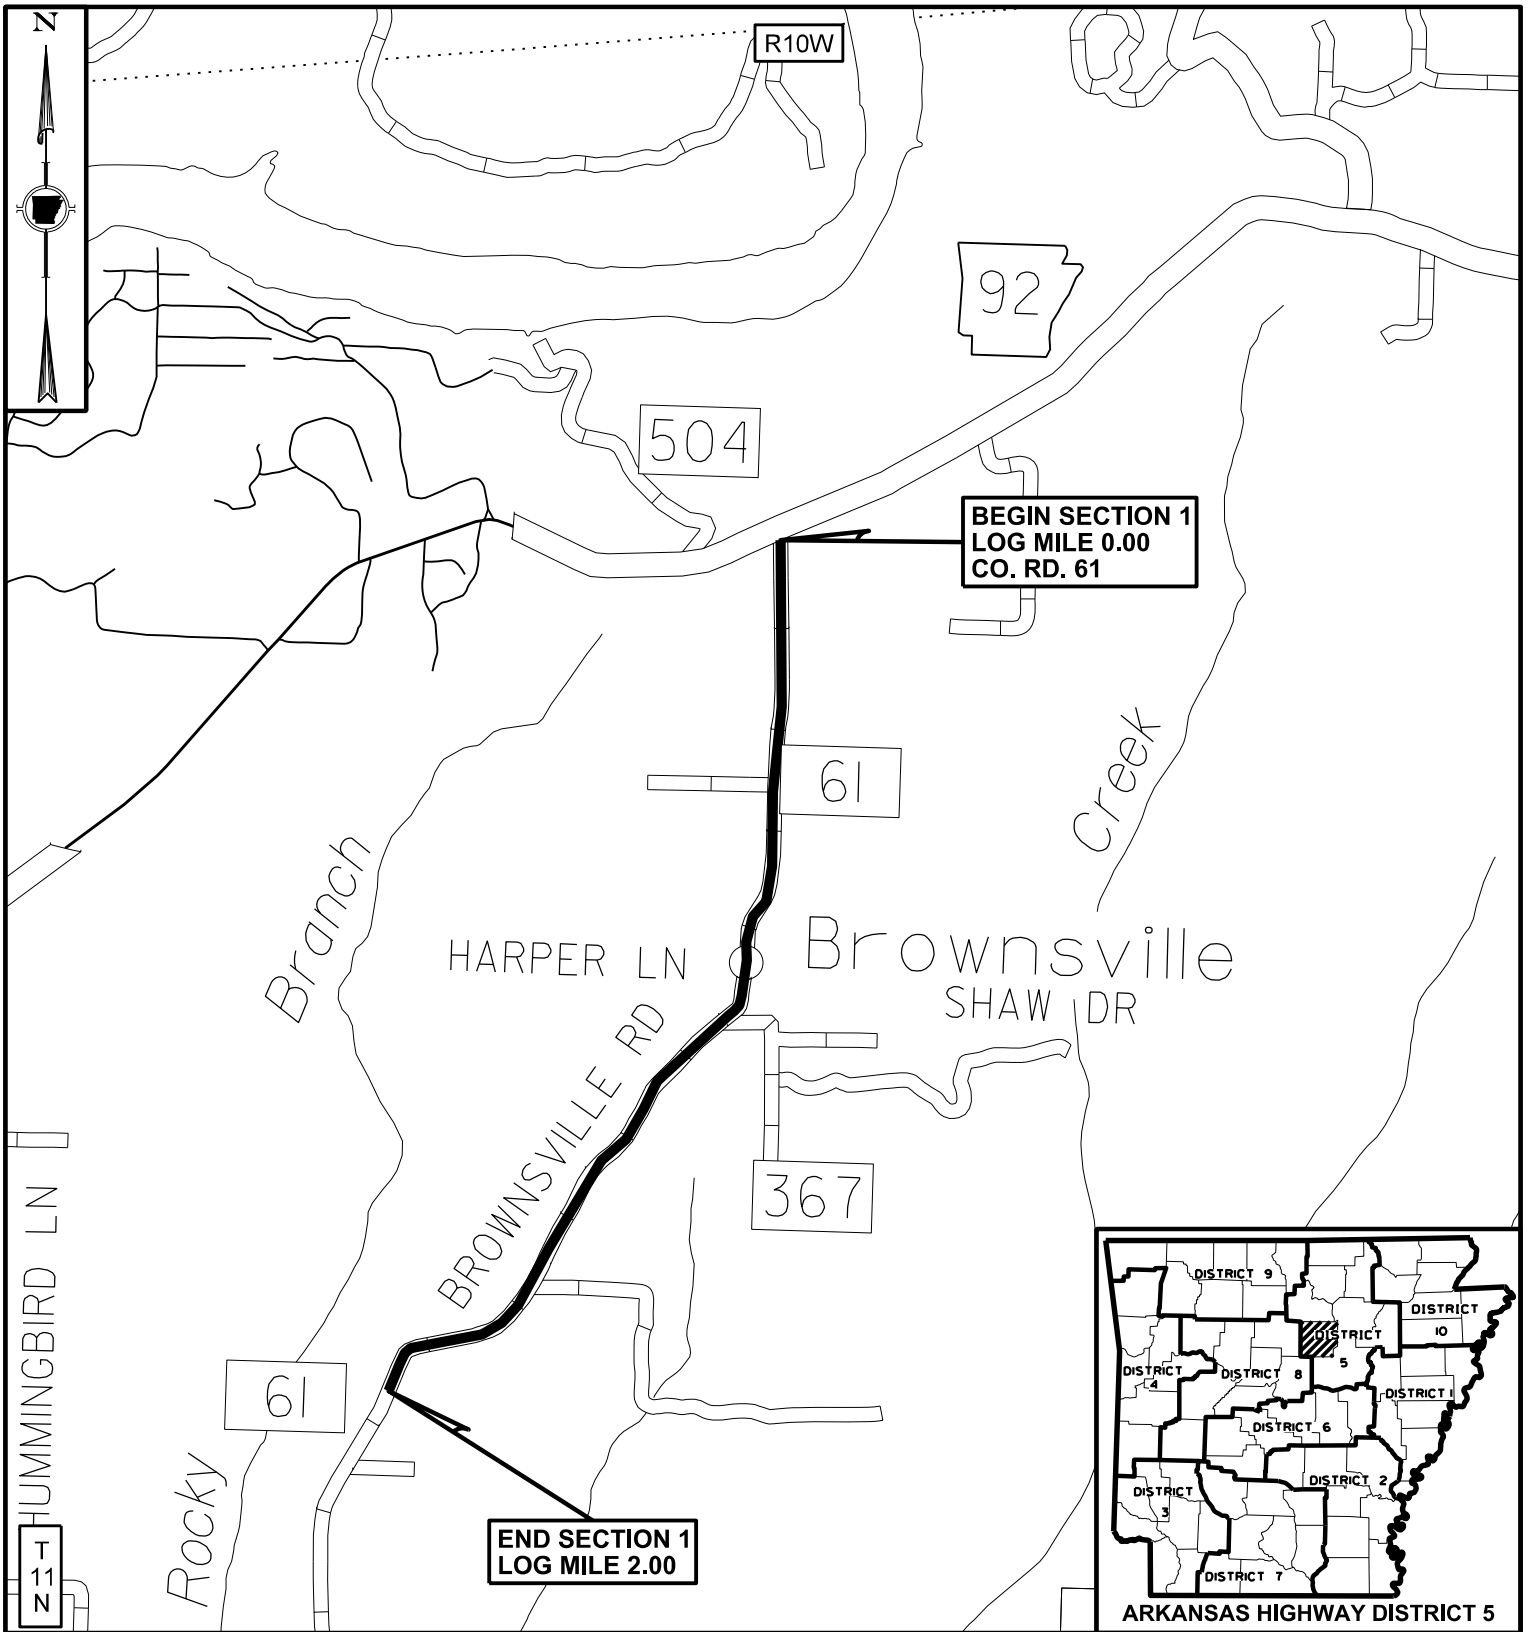 N
R10W
92
504
BEGIN SECTION 1
LOG MILE 0.00
CO. RD. 61
61
Creek
Branch
HARPER LN
Brownsville
SHAW DR
BROWNSVILLE RD
367
HUMMINGBIRD LN
61
Rocky
T
11
N
END SECTION 1
LOG MILE 2.00
DISTRICT 9
DISTRICT
10
DISTRICT
5
DISTRICT
4
DISTRICT 8
DISTRICT 1
DISTRICT 6
DISTRICT 2
DISTRICT
3
DISTRICT 7
ARKANSAS HIGHWAY DISTRICT 5